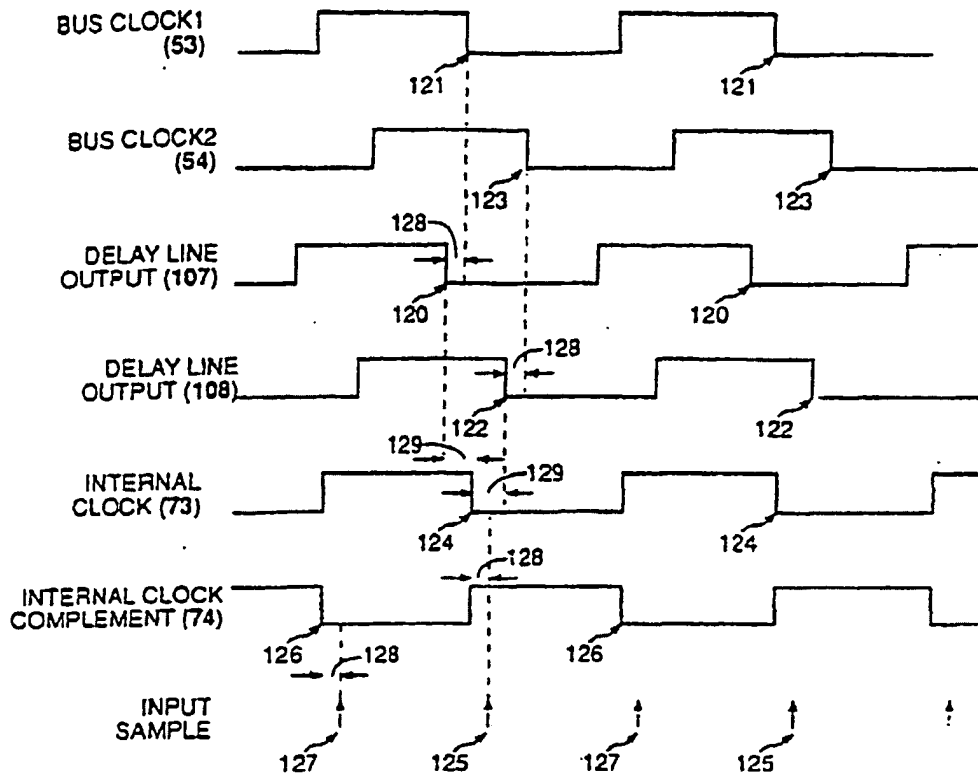 BUS CLOCK1
(53)
121
121
BUS CLOCK2
(54)
123
123
128
DELAY LINE
OUTPUT (107)
120
120
128
DELAY LINE
OUTPUT (108)
122
122
129
129
INTERNAL
CLOCK (73)
124
124
128
INTERNAL CLOCK
COMPLEMENT (74)
126
126
128
INPUT
SAMPLE
127
125
127
125